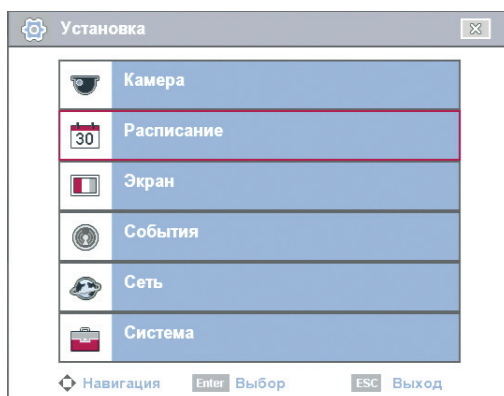 Установка
Камера
30 Расписание
Экран
События
Сеть
Система
Навигация Enter Выбор ESC Выход